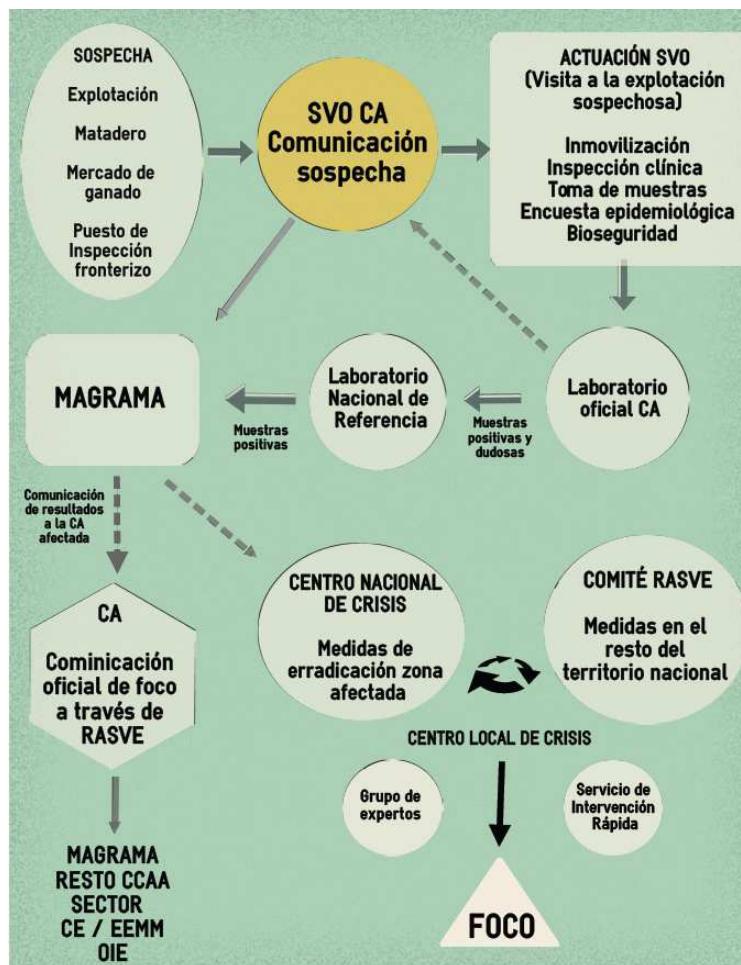 SOSPECHA
Explotación
Matadero
Mercado de
ganado
Puesto de
Inspección
fronterizo
SVO CA
Comunicación
sospecha
ACTUACIÓN SVO
(Visita a la explotación
sospechosa)
Inmovilización
Inspección clínica
Toma de muestras
Encuesta epidemiológica
Bioseguridad
MAGRAMA
Muestras
positivas
Laboratorio
Nacional de
Referencia
Muestras
positivas y
dudosas
Laboratorio
oficial CA
Comunicación
de resultados
a la CA
afectada
CA
Cominicación
oficial de foco
a través de
RASVE
MAGRAMA
RESTO CCAA
SECTOR
CE / EEMM
OIE
CENTRO NACIONAL
DE CRISIS
Medidas de
erradicación zona
afectada
COMITÉ RASVE
Medidas en el
resto del
territorio nacional
CENTRO LOCAL DE CRISIS
Grupo de
expertos
Servicio de
Intervención
Rápida
FOCO